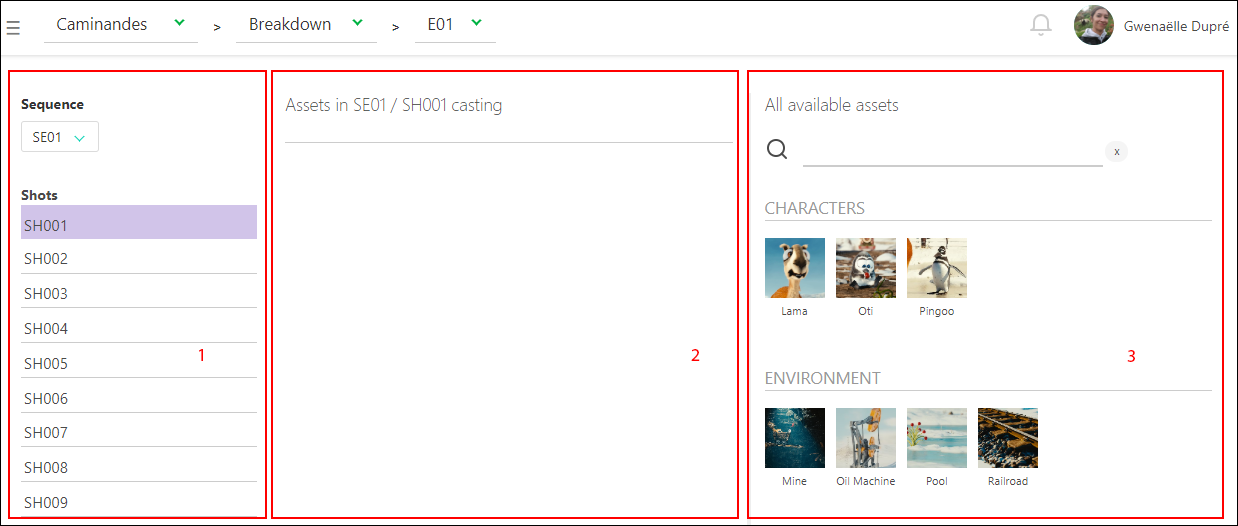 Caminandes > Breakdown > E01 Gwenaëlle Dupré
Sequence
SE01
Shots
SH001
SH002
SH003
SH004
SH005
SH006
SH007
SH008
SH009
1
Assets in SE01 / SH001 casting
2
All available assets
x
CHARACTERS
Lama Oti Pingoo
3
ENVIRONMENT
Mine Oil Machine Pool Railroad